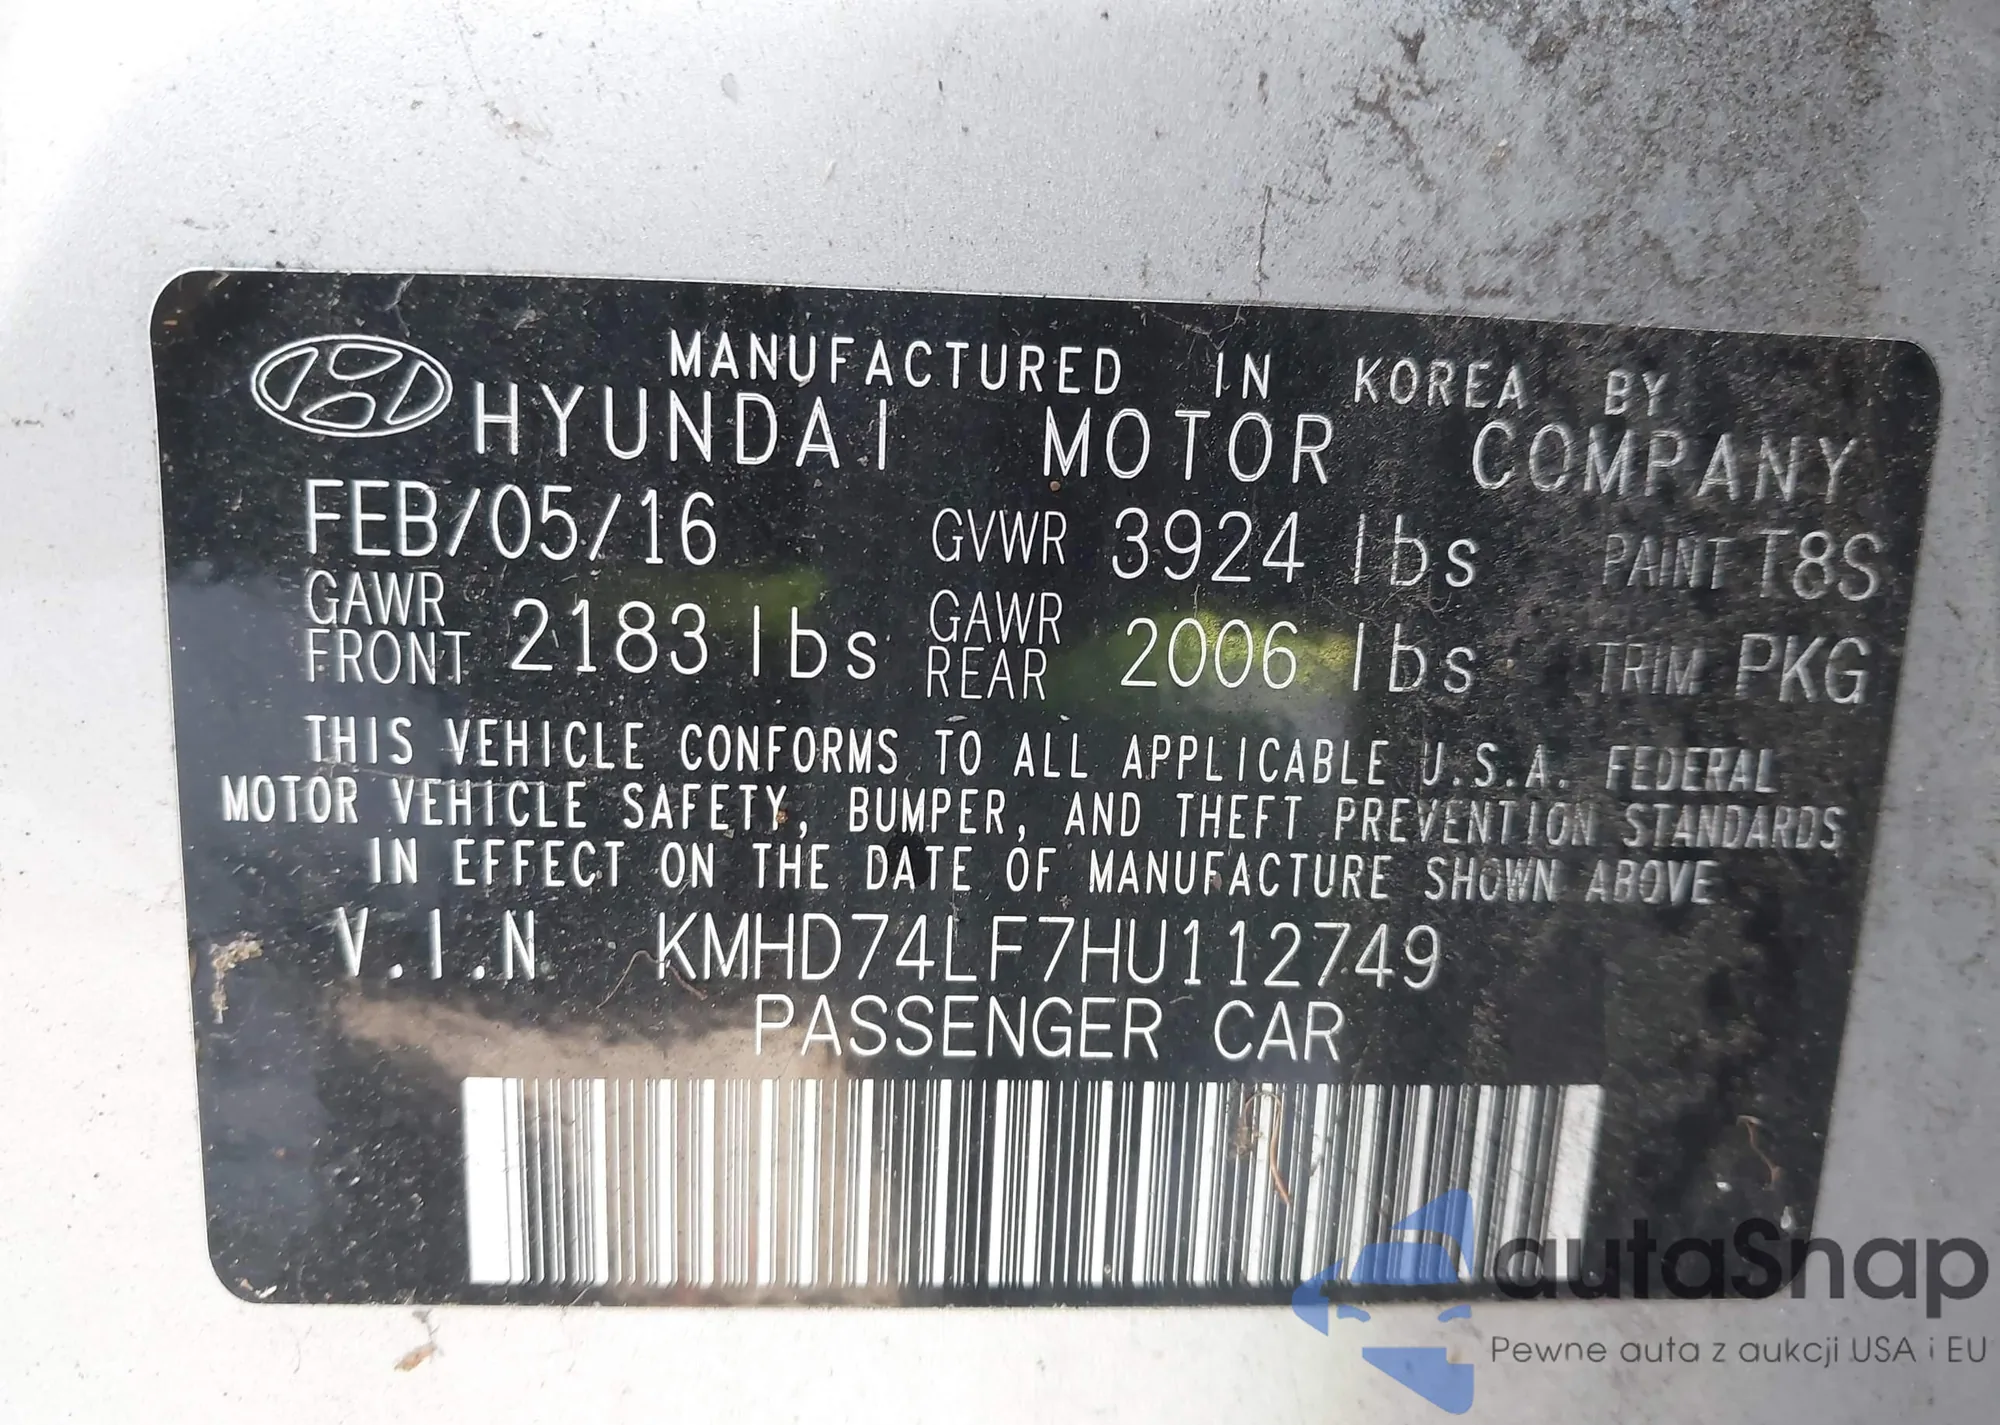 MANUFACTURED IN KOREA BY
HYUNDAI MOTOR COMPANY
FEB/05/16 GVWR 3924 lbs PAINT T8S
GAWR FRONT 2183 lbs GAWR REAR 2006 lbs TRIM PKG
THIS VEHICLE CONFORMS TO ALL APPLICABLE U.S.A. FEDERAL
MOTOR VEHICLE SAFETY, BUMPER, AND THEFT PREVENTION STANDARDS
IN EFFECT ON THE DATE OF MANUFACTURE SHOWN ABOVE
V.I.N KMHD74LF7HU112749
PASSENGER CAR
autaSnap
Pewne auta z aukcji USA i EU